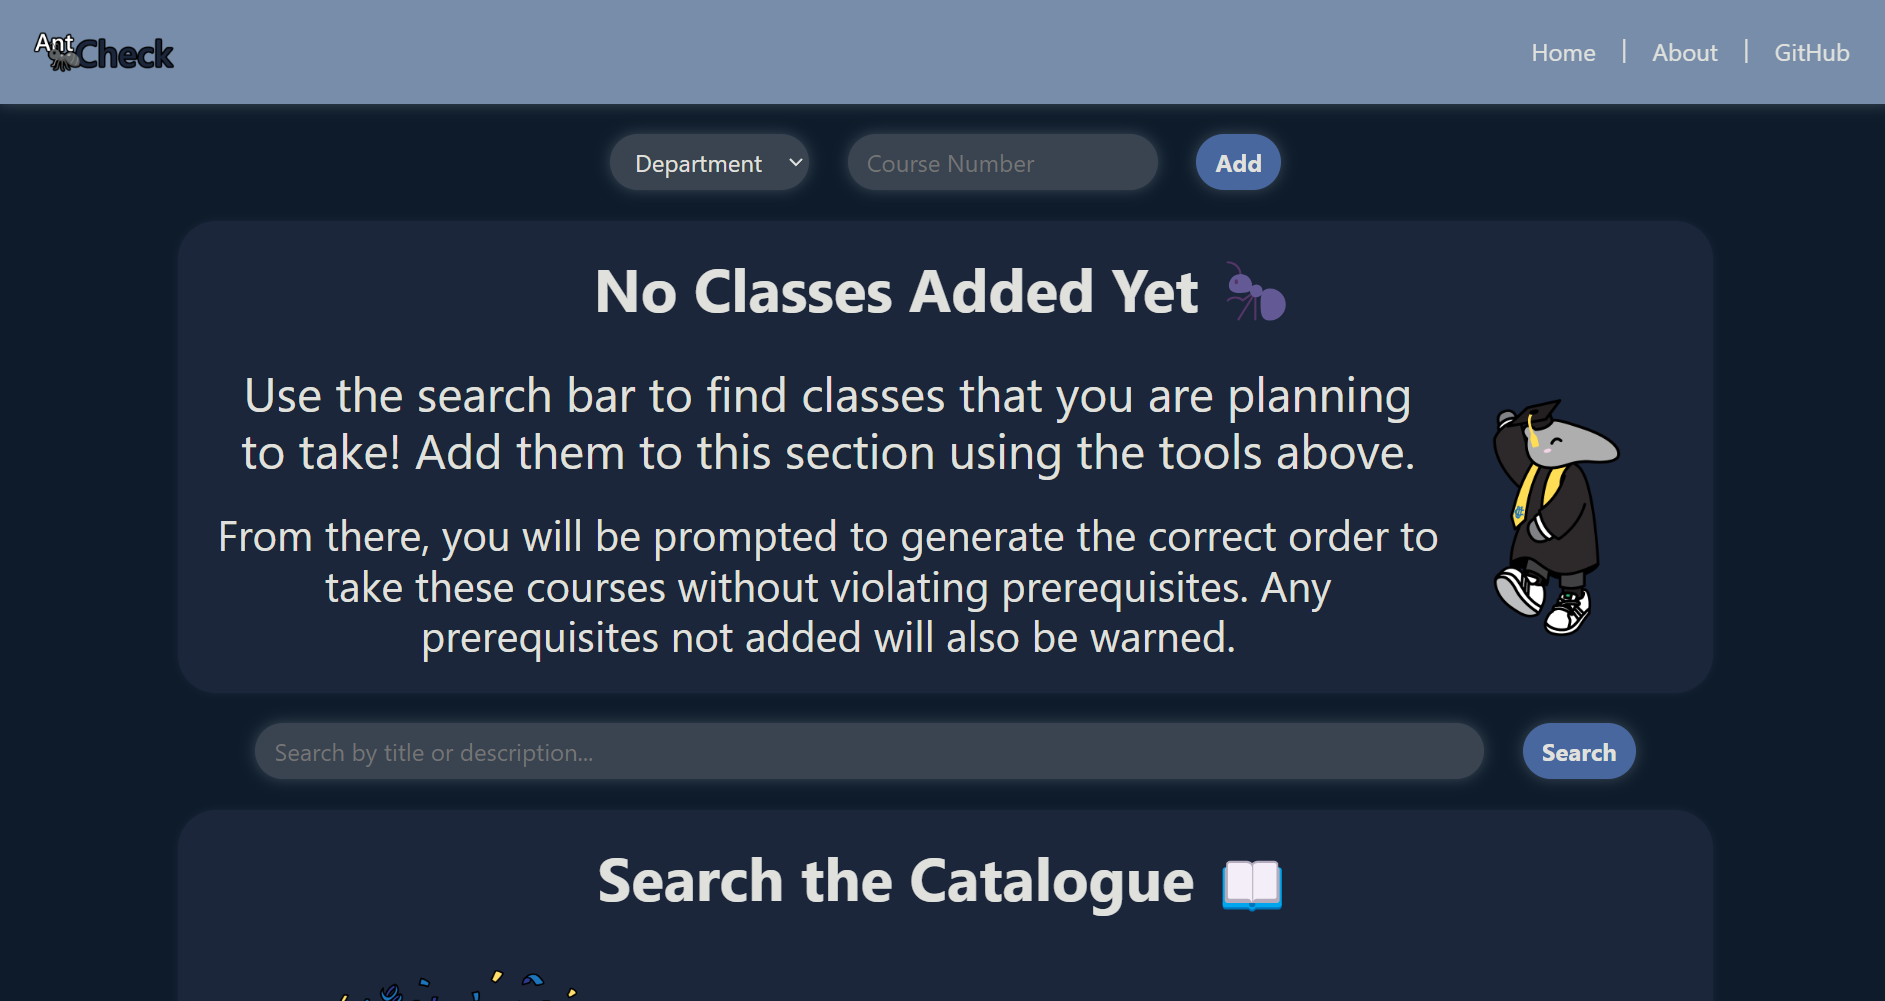 Ant
Check
Home | About | GitHub
Department
Course Number
Add
No Classes Added Yet
Use the search bar to find classes that you are planning
to take! Add them to this section using the tools above.
From there, you will be prompted to generate the correct order to
take these courses without violating prerequisites. Any
prerequisites not added will also be warned.
Search by title or description...
Search
Search the Catalogue